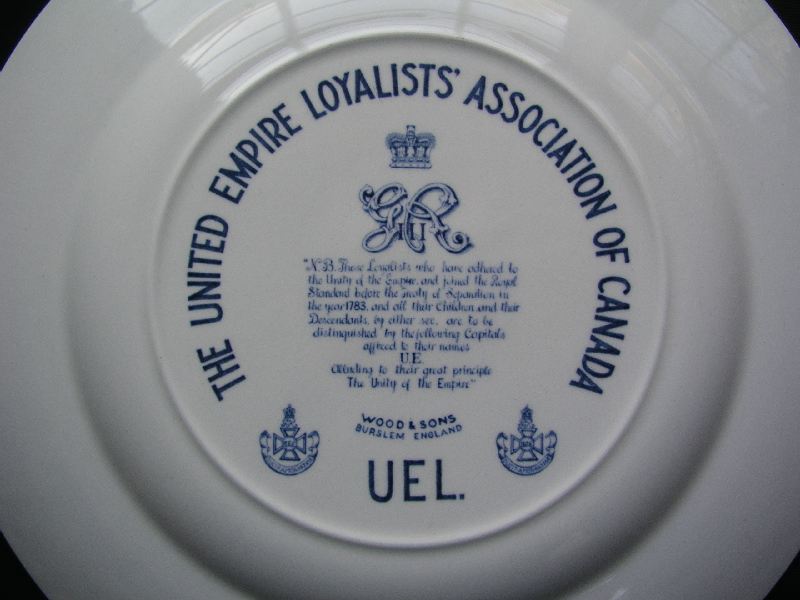 THE UNITED EMPIRE LOYALISTS' ASSOCIATION OF CANADA
GR III
"N.B. Those Loyalists who have adhered to
the Unity of the Empire, and joined the Royal
Standard before the Treaty of Separation in
the year 1783, and all their Children and their
Descendants, by either sex, are to be
distinguished by the following Capitals
affixed to their names
U.E.
Alluding to their great principle
The Unity of the Empire"
WOOD & SONS
BURSLEM ENGLAND
UEL.